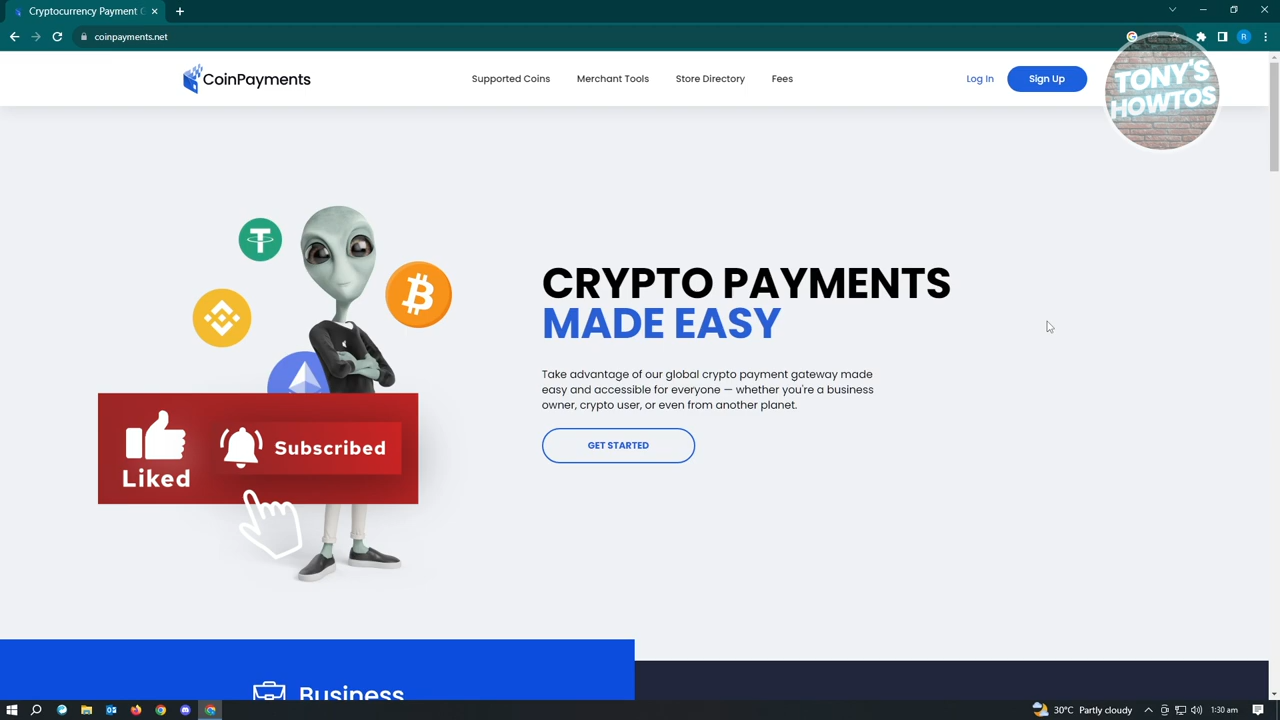 Cryptocurrency Payment G
coinpayments.net
R
CoinPayments
Supported Coins
Merchant Tools
Store Directory
Fees
Log In
Sign Up
TONY'S
HOWTOS
CRYPTO PAYMENTS
MADE EASY
Take advantage of our global crypto payment gateway made
easy and accessible for everyone — whether you're a business
owner, crypto user, or even from another planet.
GET STARTED
Liked
Subscribed
Business
30°C Partly cloudy
1:30 am